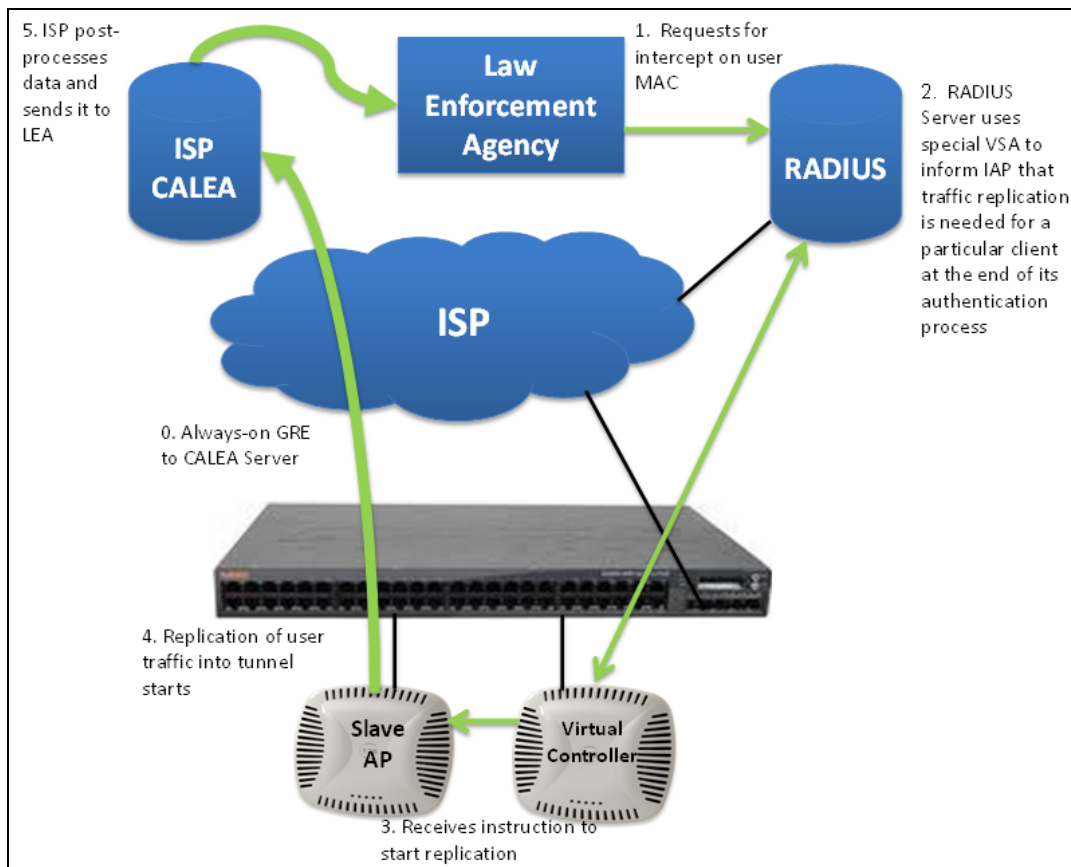 5. ISP post-
processes
data and
sends it to
LEA
ISP
CALEA
Law
Enforcement
Agency
1. Requests for
intercept on user
MAC
RADIUS
2. RADIUS
Server uses
special VSA to
inform IAP that
traffic replication
is needed for a
particular client
at the end of its
authentication
process
ISP
0. Always-on GRE
to CALEA Server
4. Replication of user
traffic into tunnel
starts
Slave
AP
Virtual
Controller
3. Receives instruction to
start replication